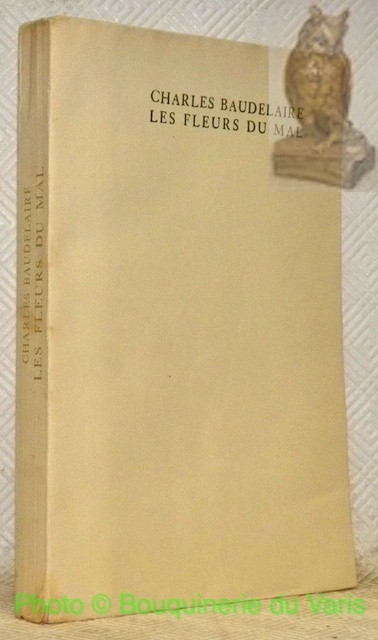 CHARLES BAUDELAIRE
LES FLEURS DU MAL
CHARLES BAUDELAIRE
LES FLEURS DU MAL
Photo © Bouquinerie du Varis